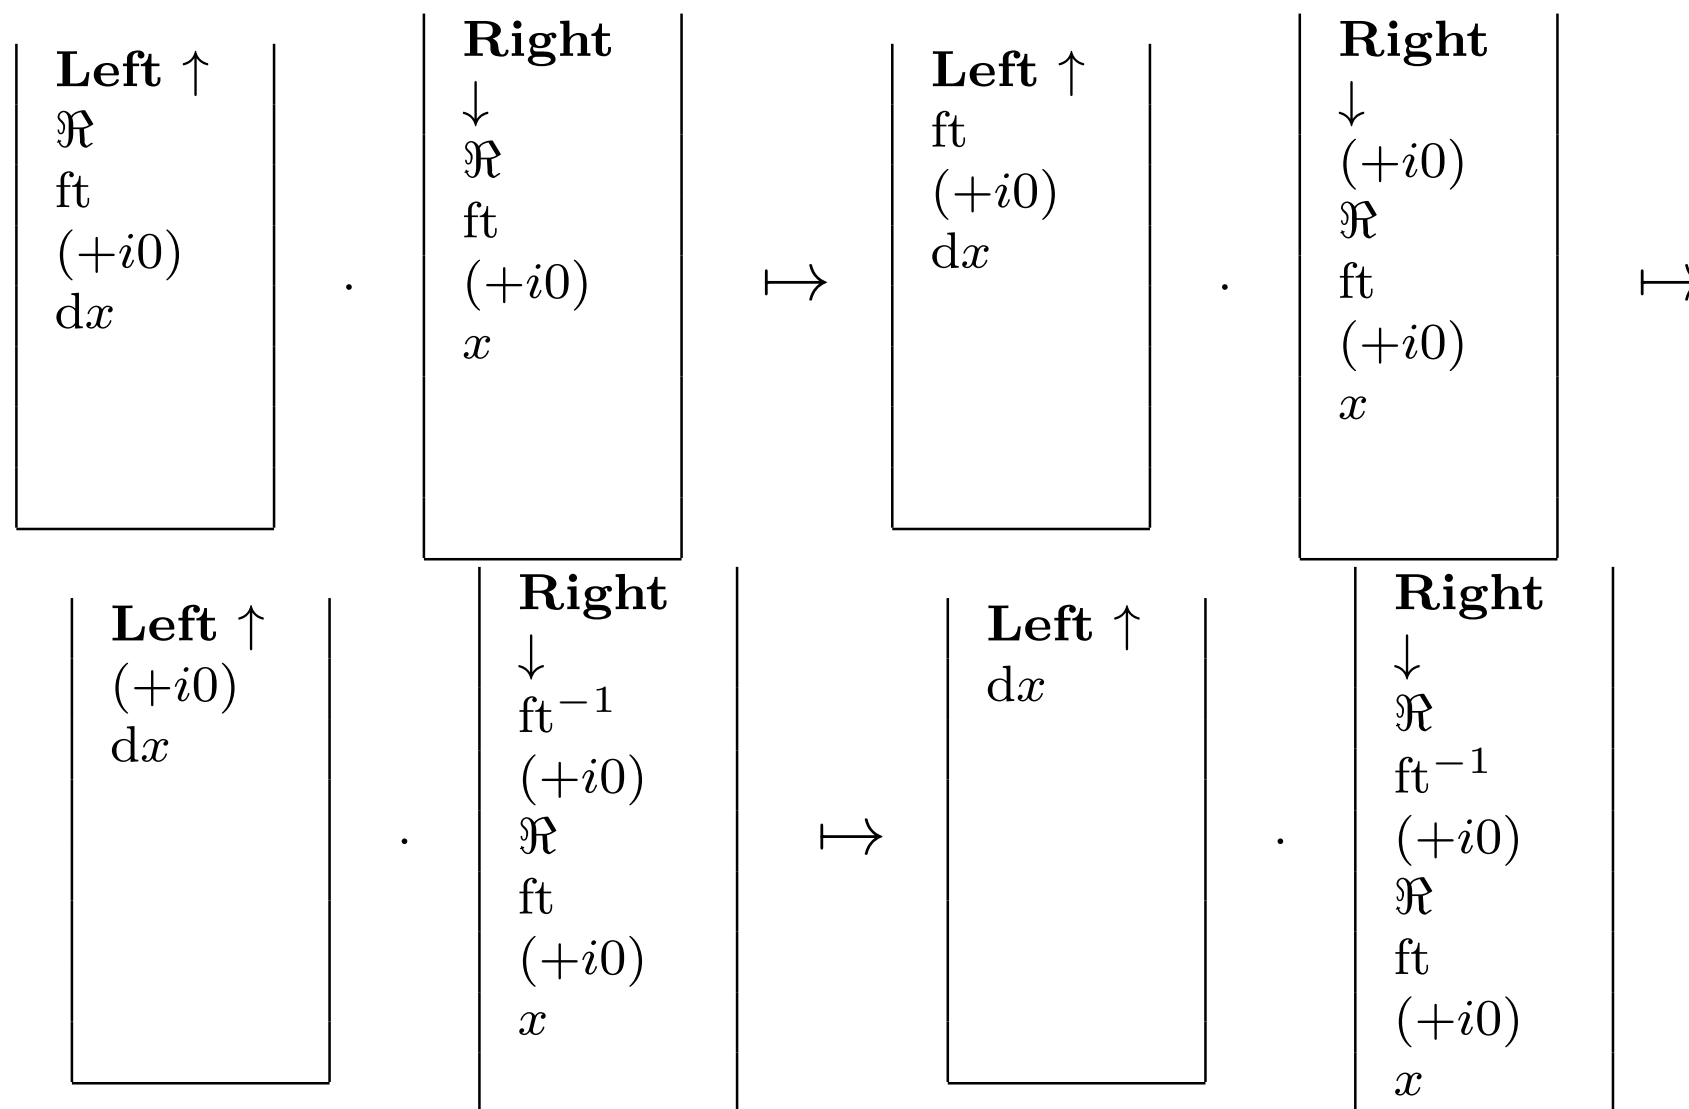 Left ↑
ℜ
ft
(+i0)
dx
·
Right
↓
ℜ
ft
(+i0)
x
↦
Left ↑
ft
(+i0)
dx
·
Right
↓
(+i0)
ℜ
ft
(+i0)
x
↦
Left ↑
(+i0)
dx
·
Right
↓
ft⁻¹
(+i0)
ℜ
ft
(+i0)
x
↦
Left ↑
dx
·
Right
↓
ℜ
ft⁻¹
(+i0)
ℜ
ft
(+i0)
x